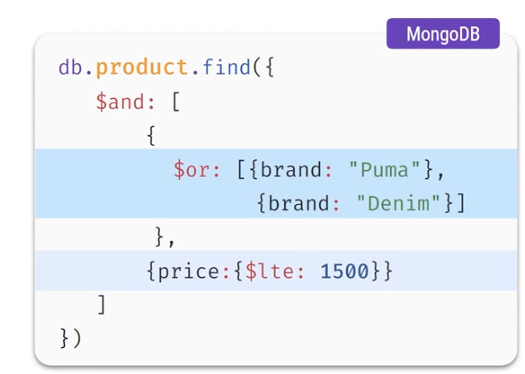 MongoDB
db.product.find({
$and: [
{
$or: [{brand: "Puma"},
{brand: "Denim"}]
},
{price:{$lte: 1500}}
]
})